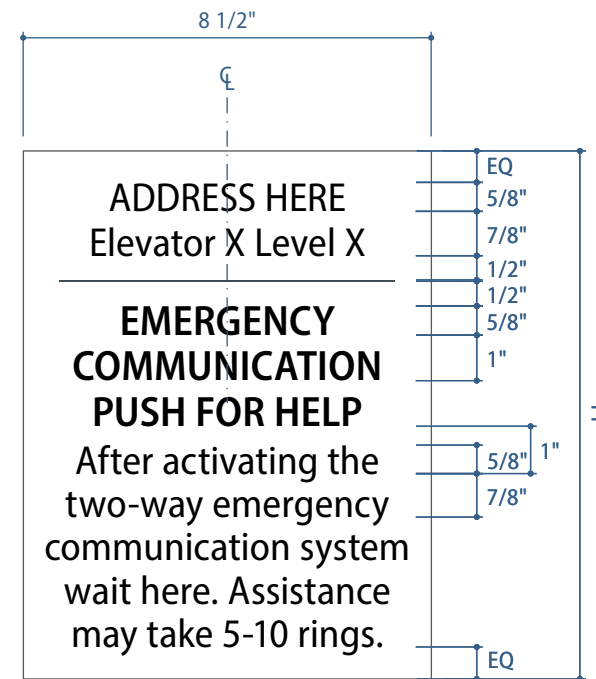 8 1/2"
℄
EQ
ADDRESS HERE
5/8"
Elevator X Level X
7/8"
1/2"
1/2"
EMERGENCY
5/8"
COMMUNICATION
1"
PUSH FOR HELP
After activating the
5/8"
1"
two-way emergency
7/8"
communication system
wait here. Assistance
may take 5-10 rings.
EQ